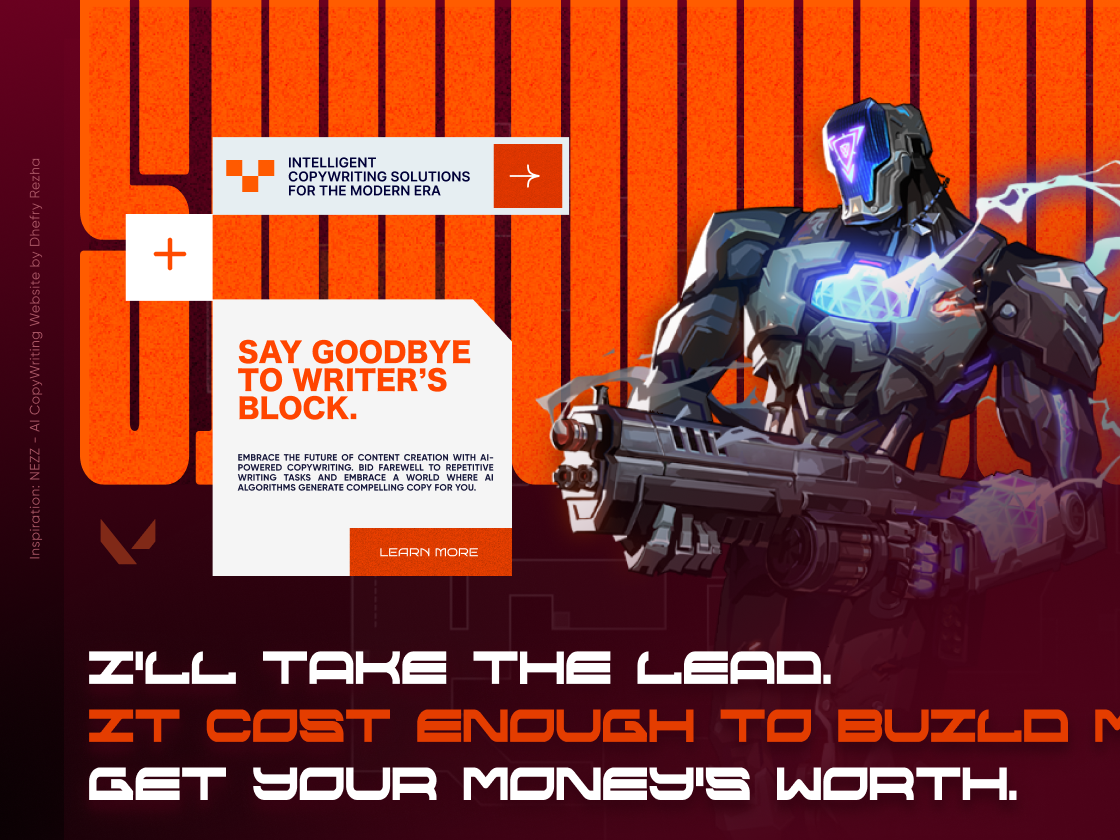 INTELLIGENT
COPYWRITING SOLUTIONS
FOR THE MODERN ERA
SAY GOODBYE
TO WRITER’S
BLOCK.
EMBRACE THE FUTURE OF CONTENT CREATION WITH AI-
POWERED COPYWRITING. BID FAREWELL TO REPETITIVE
WRITING TASKS AND EMBRACE A WORLD WHERE AI
ALGORITHMS GENERATE COMPELLING COPY FOR YOU.
LEARN MORE
Inspiration: NEZZ – AI CopyWriting Website by Dhefry Rezha
I'LL TAKE THE LEAD.
IT COST ENOUGH TO BUILD
GET YOUR MONEY'S WORTH.